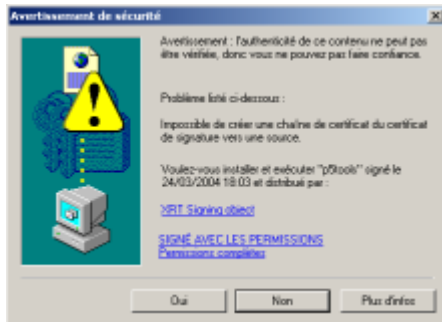 Avertissement de sécurité
Avertissement : l'authenticité de ce contenu ne peut pas
être vérifiée, donc vous ne pouvez pas faire confiance.
Problème listé ci-dessous :
Impossible de créer une chaîne de certificat du certificat
de signature vers une source.
Voulez-vous installer et exécuter "p5tools" signé le
24/03/2004 18:03 et distribué par :
Signing object
SIGNÉ AVEC LES PERMISSIONS
Permissions complètes
Oui
Non
Plus d'infos